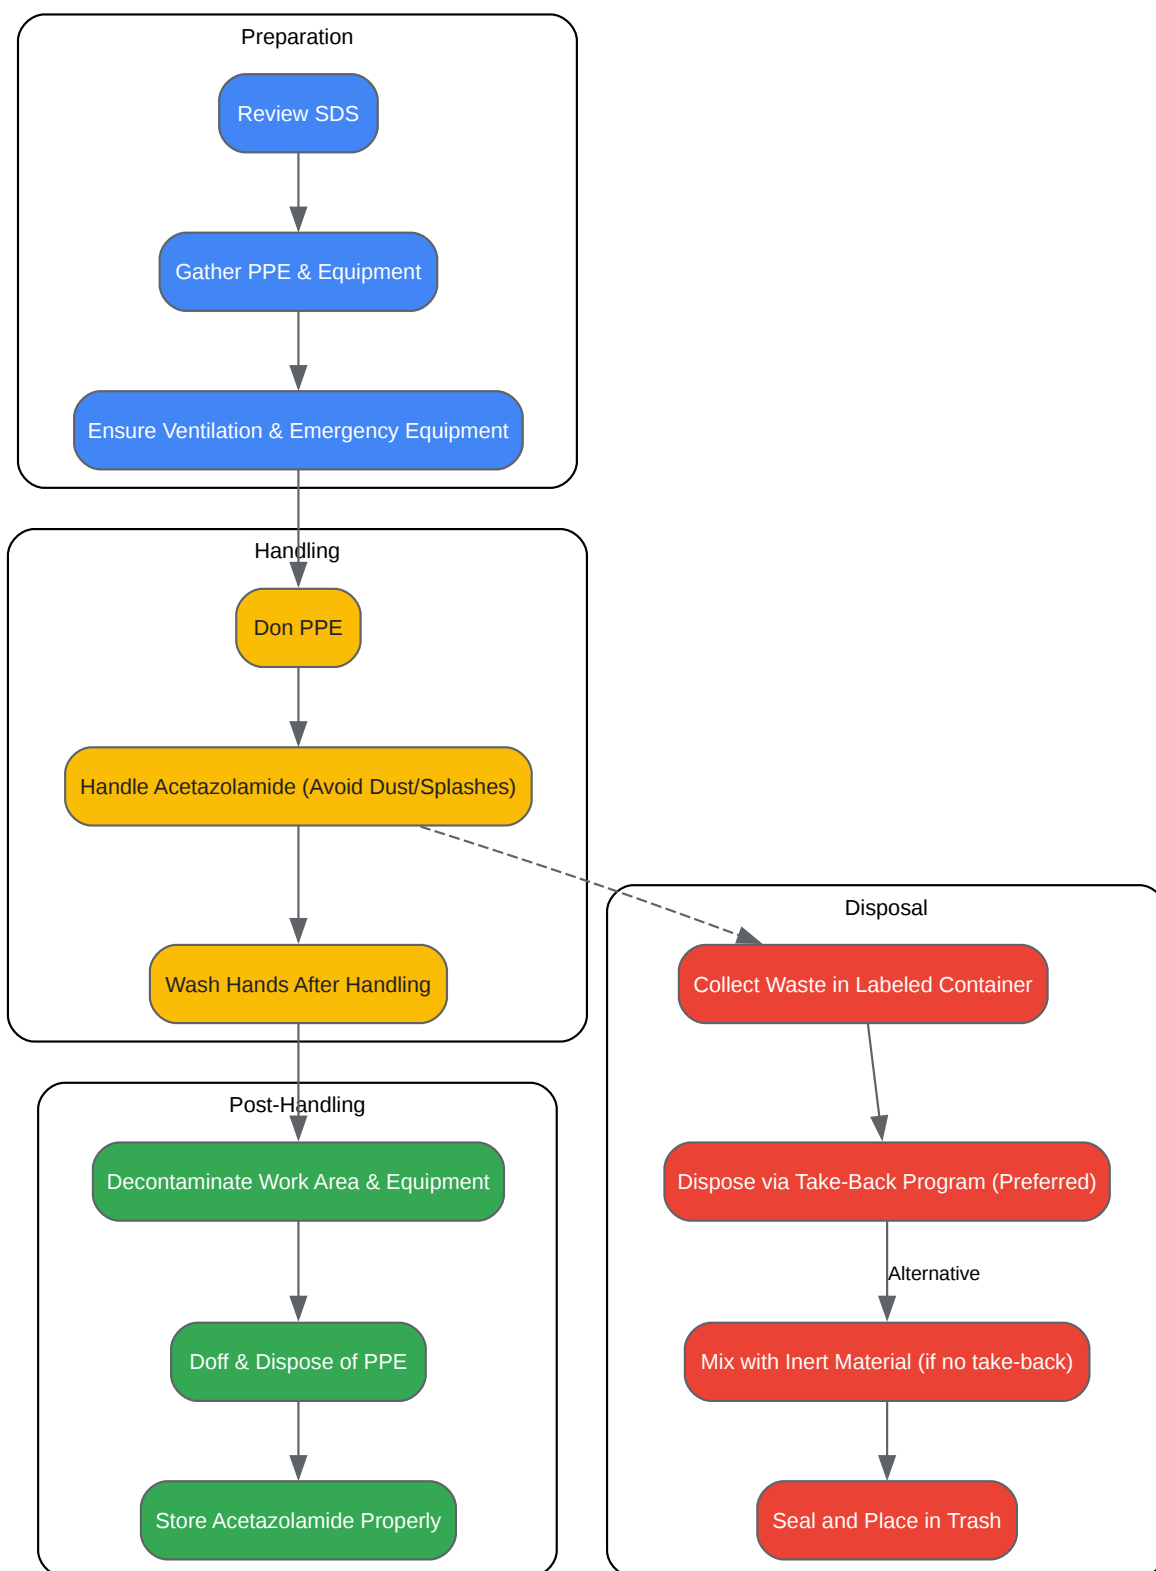 Preparation
Review SDS
Gather PPE & Equipment
Ensure Ventilation & Emergency Equipment
Handling
Don PPE
Handle Acetazolamide (Avoid Dust/Splashes)
Wash Hands After Handling
Post-Handling
Decontaminate Work Area & Equipment
Doff & Dispose of PPE
Store Acetazolamide Properly
Disposal
Collect Waste in Labeled Container
Dispose via Take-Back Program (Preferred)
Alternative
Mix with Inert Material (if no take-back)
Seal and Place in Trash